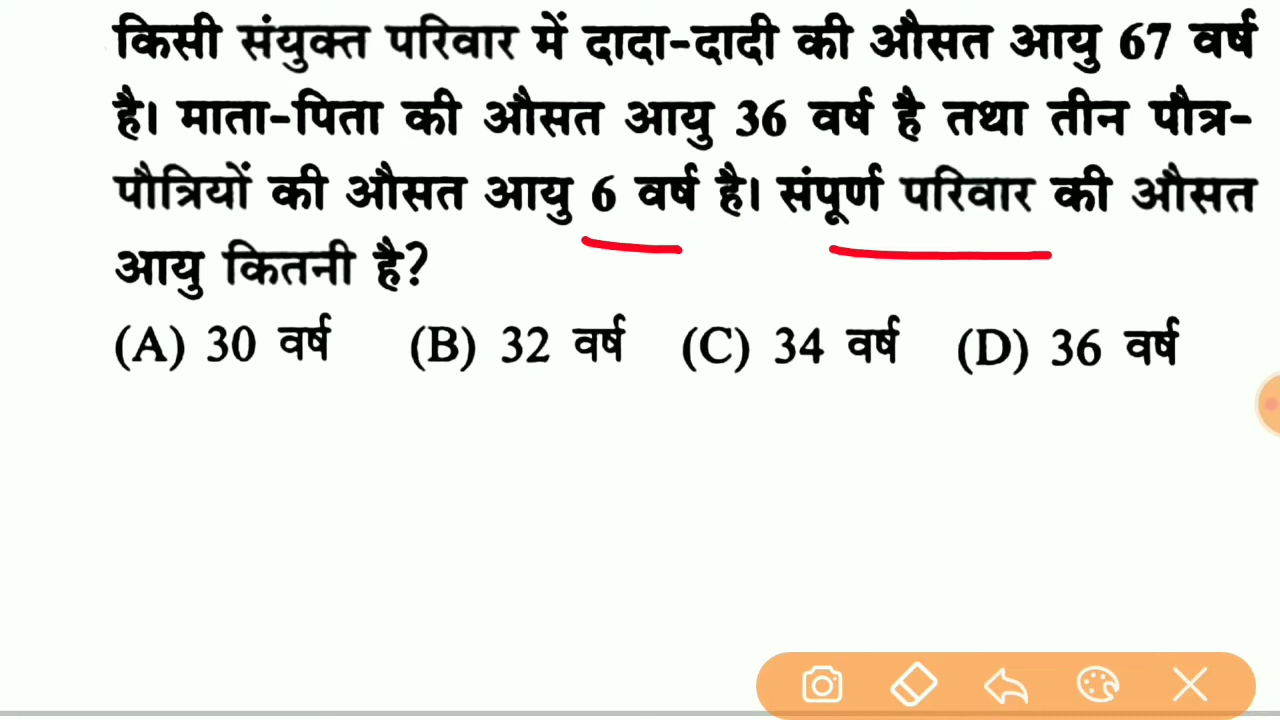 किसी संयुक्त परिवार में दादा-दादी की औसत आयु 67 वर्ष
है। माता-पिता की औसत आयु 36 वर्ष है तथा तीन पौत्र-
पौत्रियों की औसत आयु 6 वर्ष है। संपूर्ण परिवार की औसत
आयु कितनी है?
(A) 30 वर्ष (B) 32 वर्ष (C) 34 वर्ष (D) 36 वर्ष